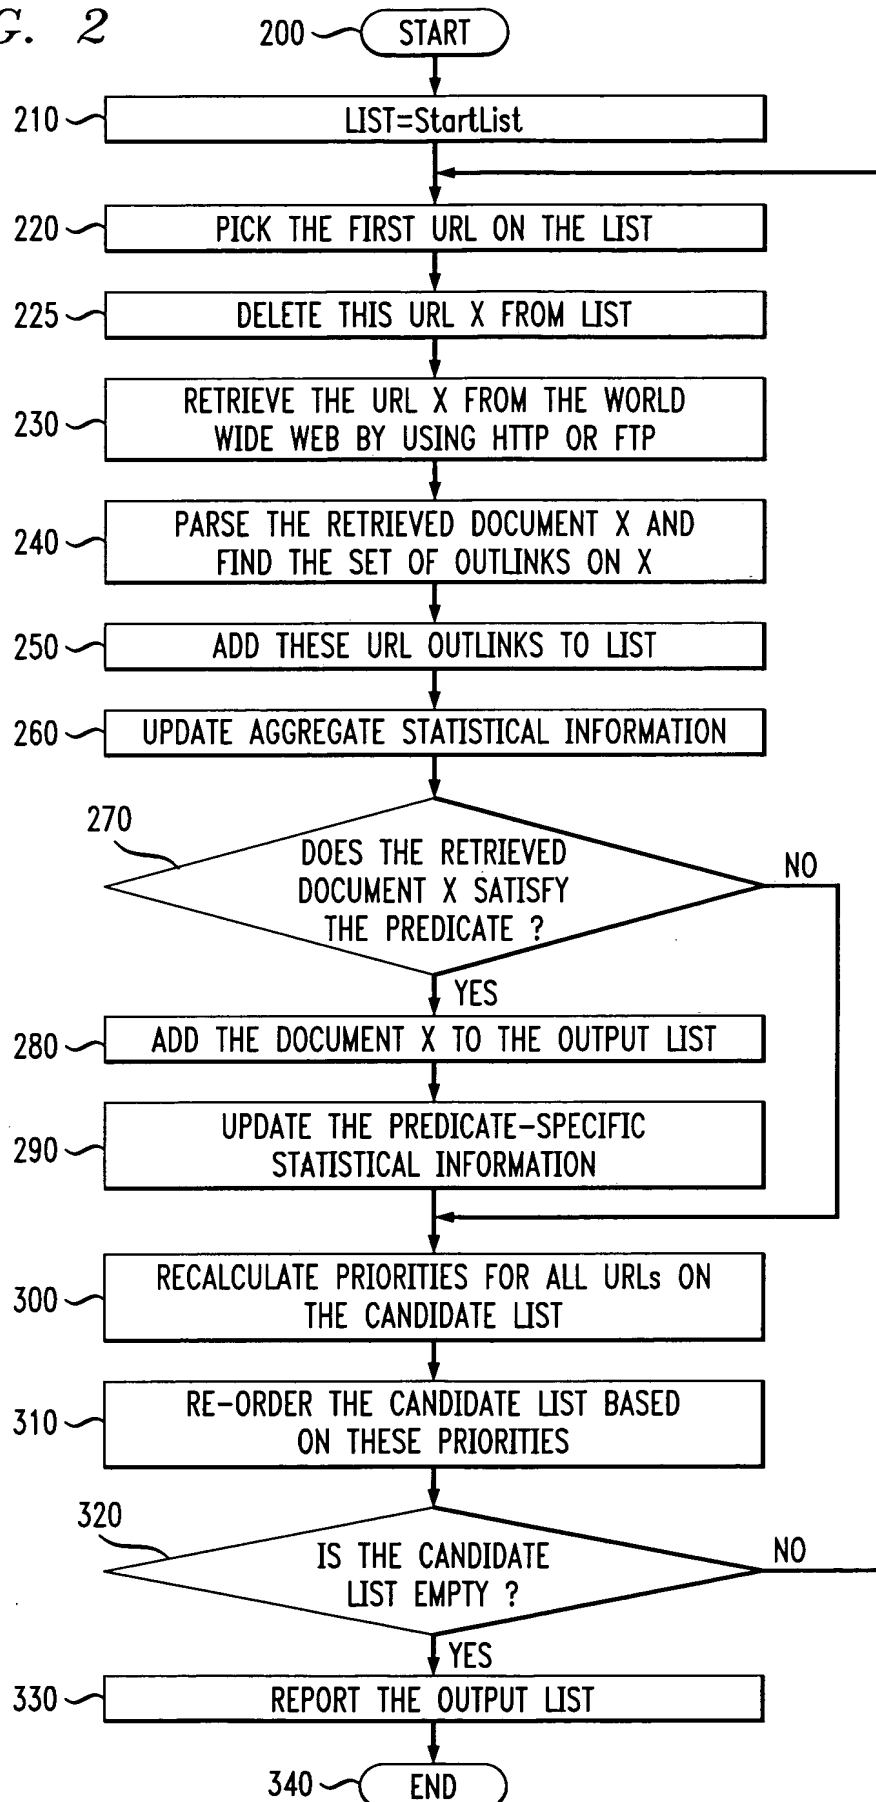 G. 2
200 START
210 LIST=StartList
220 PICK THE FIRST URL ON THE LIST
225 DELETE THIS URL X FROM LIST
230 RETRIEVE THE URL X FROM THE WORLD
WIDE WEB BY USING HTTP OR FTP
240 PARSE THE RETRIEVED DOCUMENT X AND
FIND THE SET OF OUTLINKS ON X
250 ADD THESE URL OUTLINKS TO LIST
260 UPDATE AGGREGATE STATISTICAL INFORMATION
270
DOES THE RETRIEVED
DOCUMENT X SATISFY
THE PREDICATE ?
NO
YES
280 ADD THE DOCUMENT X TO THE OUTPUT LIST
290 UPDATE THE PREDICATE-SPECIFIC
STATISTICAL INFORMATION
300 RECALCULATE PRIORITIES FOR ALL URLs ON
THE CANDIDATE LIST
310 RE-ORDER THE CANDIDATE LIST BASED
ON THESE PRIORITIES
320
IS THE CANDIDATE
LIST EMPTY ?
NO
YES
330 REPORT THE OUTPUT LIST
340 END